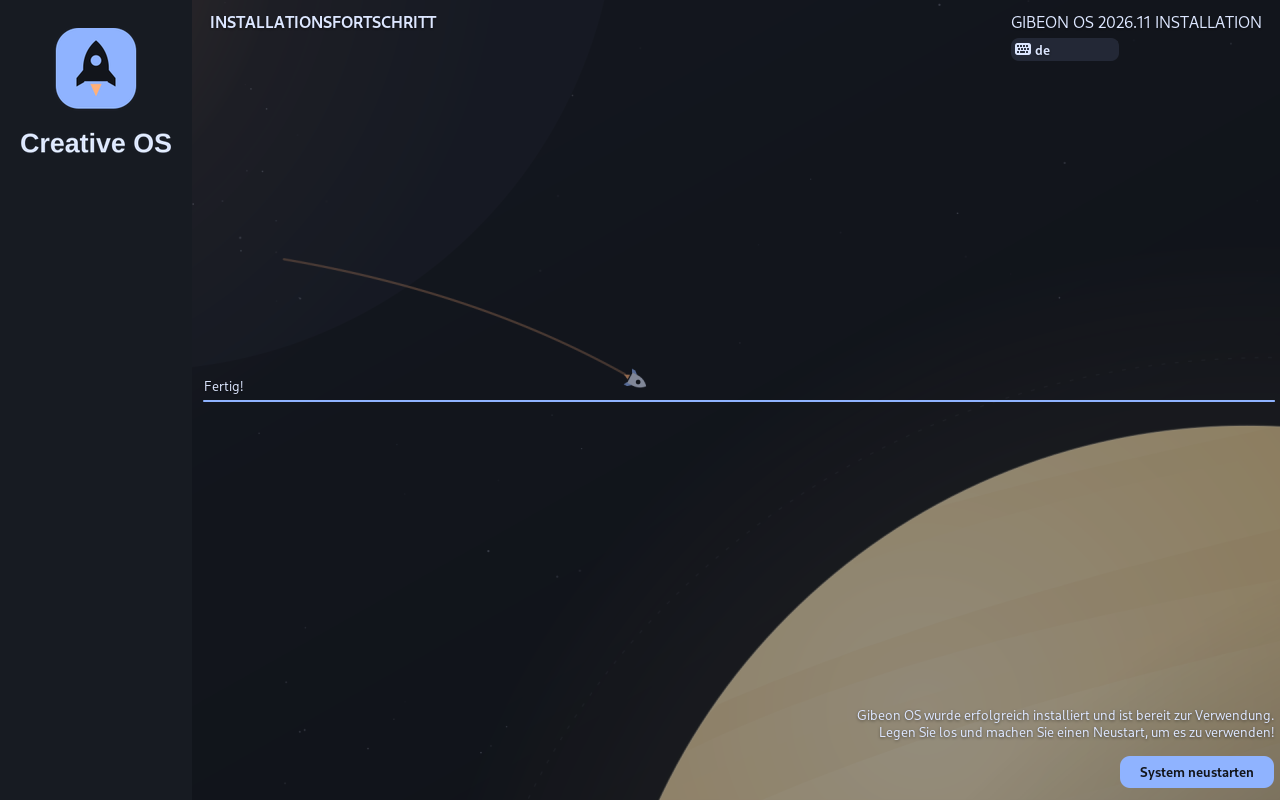 Creative OS
INSTALLATIONSFORTSCHRITT
GIBEON OS 2026.11 INSTALLATION
de
Fertig!
Gibeon OS wurde erfolgreich installiert und ist bereit zur Verwendung.
Legen Sie los und machen Sie einen Neustart, um es zu verwenden!
System neustarten